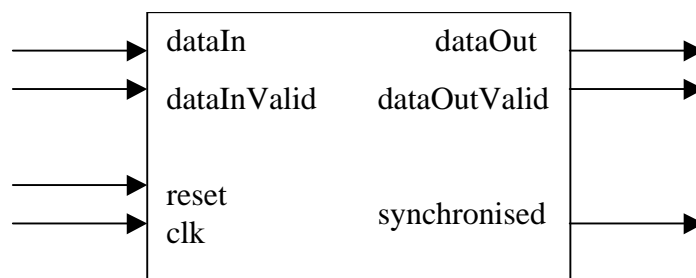 dataIn dataOut
dataInValid dataOutValid
reset
clk synchronised